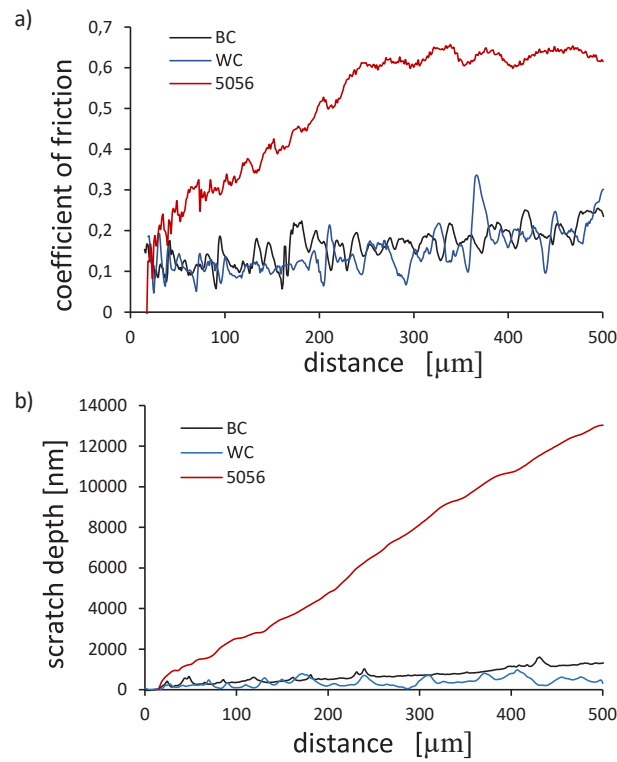 a)
0,7
0,6
0,5
0,4
0,3
0,2
0,1
0
coefficient of friction
BC
WC
5056
0 100 200 300 400 500
distance [µm]
b)
14000
12000
10000
8000
6000
4000
2000
0
scratch depth [nm]
BC
WC
5056
0 100 200 300 400 500
distance [µm]